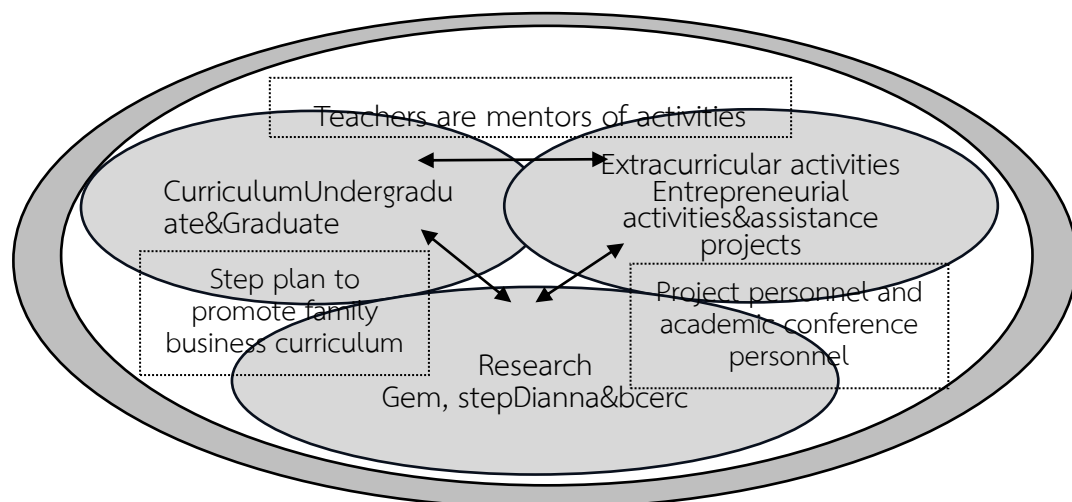 Teachers are mentors of activities
CurriculumUndergradu
ate&Graduate
Extracurricular activities
Entrepreneurial
activities&assistance
projects
Step plan to
promote family
business curriculum
Project personnel and
academic conference
personnel
Research
Gem, stepDianna&bcerc